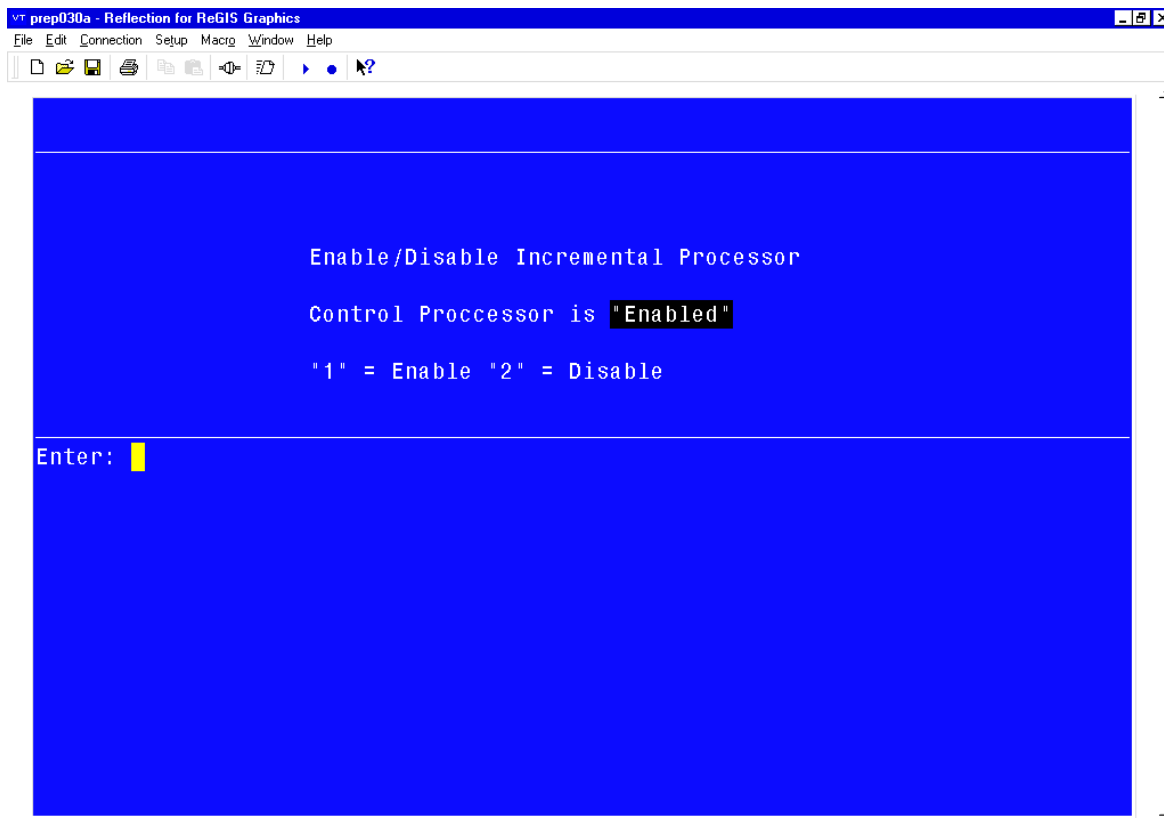 VT prep030a - Reflection for ReGIS Graphics
File Edit Connection Setup Macro Window Help
Enable/Disable Incremental Processor
Control Proccessor is "Enabled"
"1" = Enable "2" = Disable
Enter: